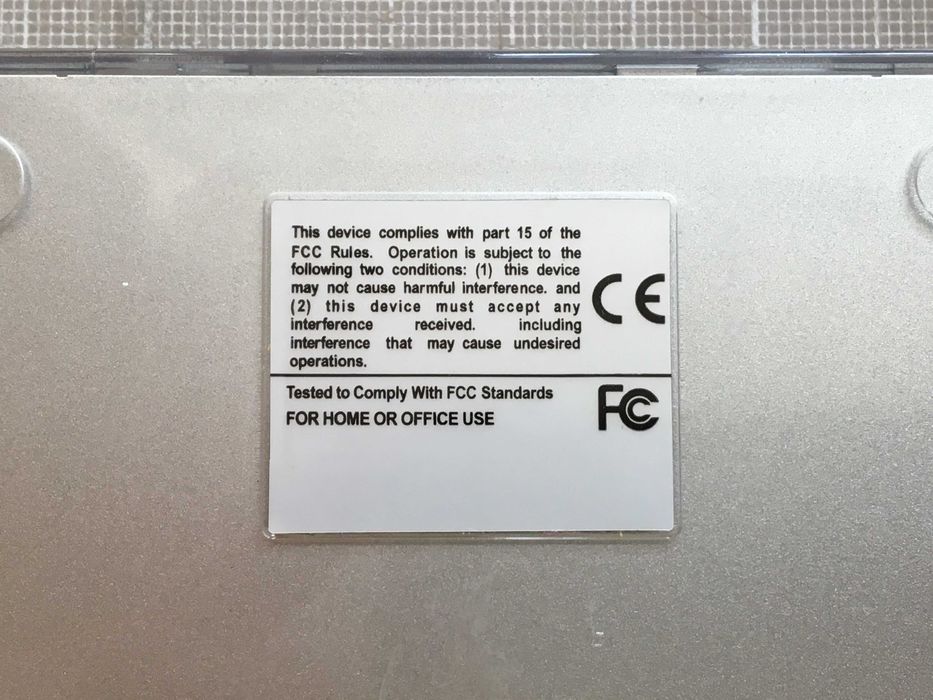 This device complies with part 15 of the
FCC Rules. Operation is subject to the
following two conditions: (1) this device
may not cause harmful interference. and
(2) this device must accept any
interference received. including
interference that may cause undesired
operations.
CE
Tested to Comply With FCC Standards
FC
FOR HOME OR OFFICE USE